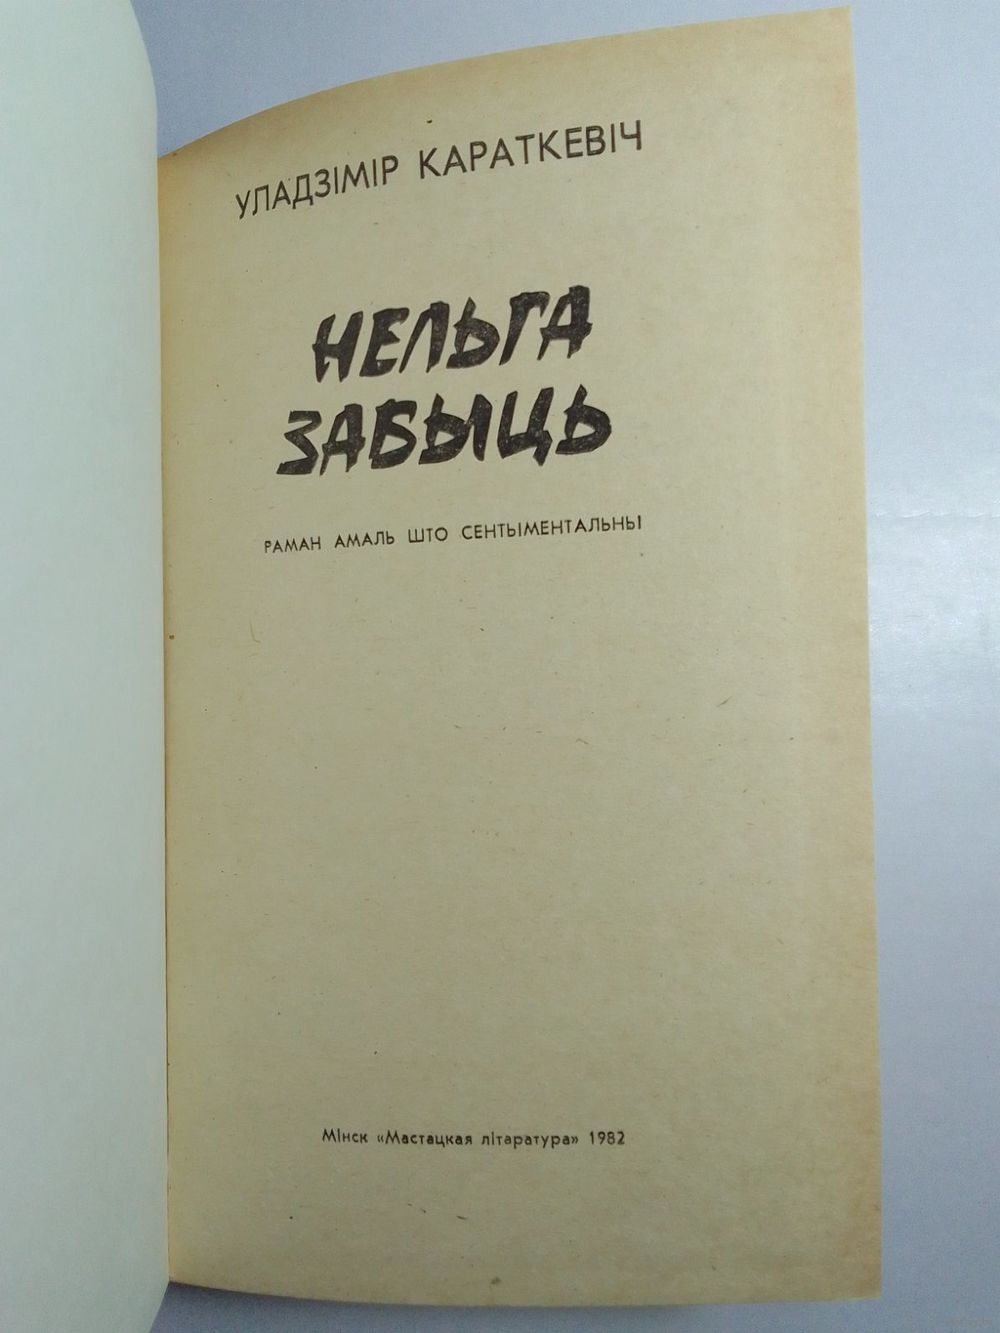 УЛАДЗІМІР КАРАТКЕВІЧ
НЕЛЬГА
ЗАБЫЦЬ
РАМАН АМАЛЬ ШТО СЕНТЫМЕНТАЛЬНЫ
Мінск «Мастацкая літаратура» 1982